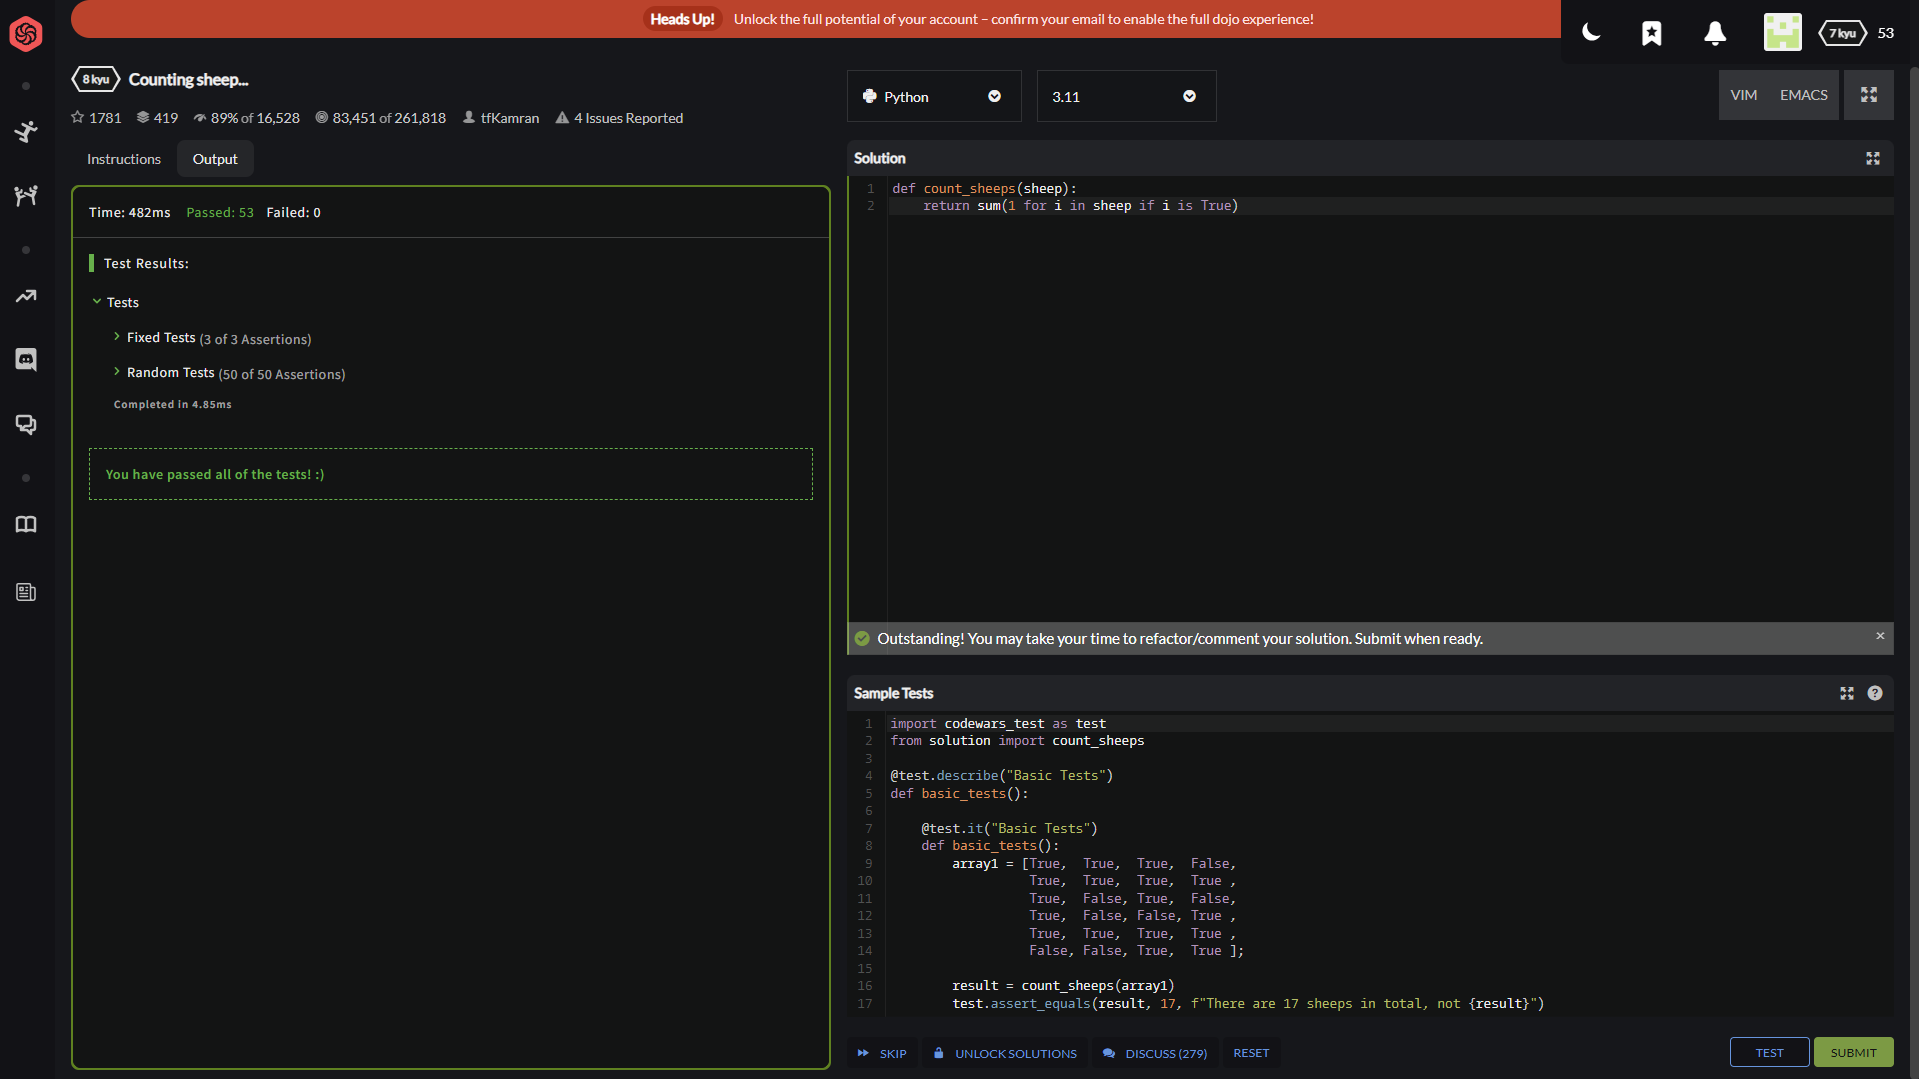 Heads Up! Unlock the full potential of your account – confirm your email to enable the full dojo experience!
7 kyu 53
8 kyu Counting sheep...
1781 419 89% of 16,528 83,451 of 261,818 tfKamran 4 Issues Reported
Instructions Output
Time: 482ms Passed: 53 Failed: 0
Test Results:
Tests
Fixed Tests (3 of 3 Assertions)
Random Tests (50 of 50 Assertions)
Completed in 4.85ms
You have passed all of the tests! :)
Python 3.11 VIM EMACS
Solution
1 def count_sheeps(sheep):
2     return sum(1 for i in sheep if i is True)
Outstanding! You may take your time to refactor/comment your solution. Submit when ready. ×
Sample Tests ?
1 import codewars_test as test
2 from solution import count_sheeps
3
4 @test.describe("Basic Tests")
5 def basic_tests():
6
7     @test.it("Basic Tests")
8     def basic_tests():
9         array1 = [True,  True,  True,  False,
10                   True,  True,  True,  True ,
11                   True,  False, True,  False,
12                   True,  False, False, True ,
13                   True,  True,  True,  True ,
14                   False, False, True,  True ];
15
16         result = count_sheeps(array1)
17         test.assert_equals(result, 17, f"There are 17 sheeps in total, not {result}")
SKIP UNLOCK SOLUTIONS DISCUSS (279) RESET TEST SUBMIT